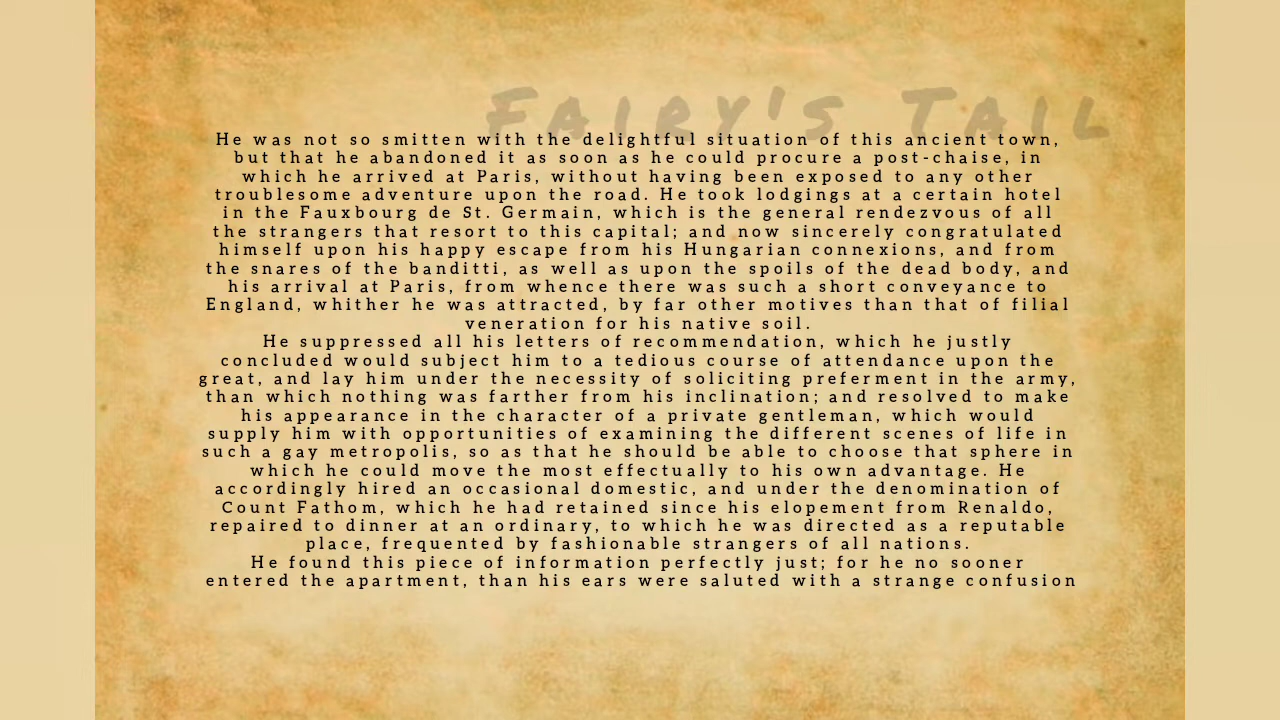 FAIRY'S TAIL
He was not so smitten with the delightful situation of this ancient town,
but that he abandoned it as soon as he could procure a post-chaise, in
which he arrived at Paris, without having been exposed to any other
troublesome adventure upon the road. He took lodgings at a certain hotel
in the Fauxbourg de St. Germain, which is the general rendezvous of all
the strangers that resort to this capital; and now sincerely congratulated
himself upon his happy escape from his Hungarian connexions, and from
the snares of the banditti, as well as upon the spoils of the dead body, and
his arrival at Paris, from whence there was such a short conveyance to
England, whither he was attracted, by far other motives than that of filial
veneration for his native soil.
He suppressed all his letters of recommendation, which he justly
concluded would subject him to a tedious course of attendance upon the
great, and lay him under the necessity of soliciting preferment in the army,
than which nothing was farther from his inclination; and resolved to make
his appearance in the character of a private gentleman, which would
supply him with opportunities of examining the different scenes of life in
such a gay metropolis, so as that he should be able to choose that sphere in
which he could move the most effectually to his own advantage. He
accordingly hired an occasional domestic, and under the denomination of
Count Fathom, which he had retained since his elopement from Renaldo,
repaired to dinner at an ordinary, to which he was directed as a reputable
place, frequented by fashionable strangers of all nations.
He found this piece of information perfectly just; for he no sooner
entered the apartment, than his ears were saluted with a strange confusion